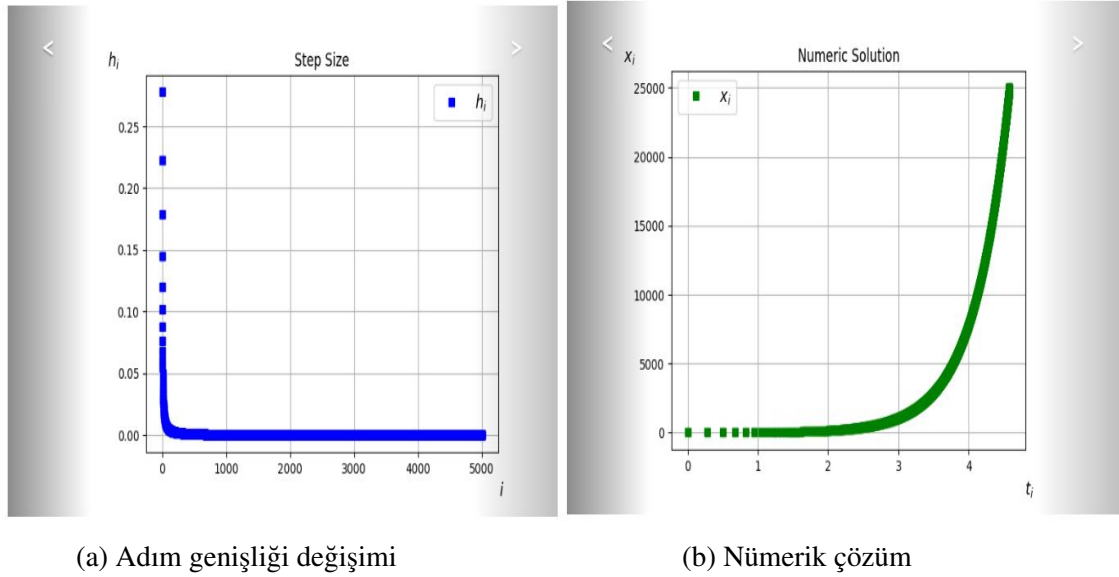 < >
Step Size
h_i
h_i
0.25
0.20
0.15
0.10
0.05
0.00
0 1000 2000 3000 4000 5000
i
(a) Adım genişliği değişimi
< >
Numeric Solution
x_i
x_i
25000
20000
15000
10000
5000
0
0 1 2 3 4
t_i
(b) Nümerik çözüm